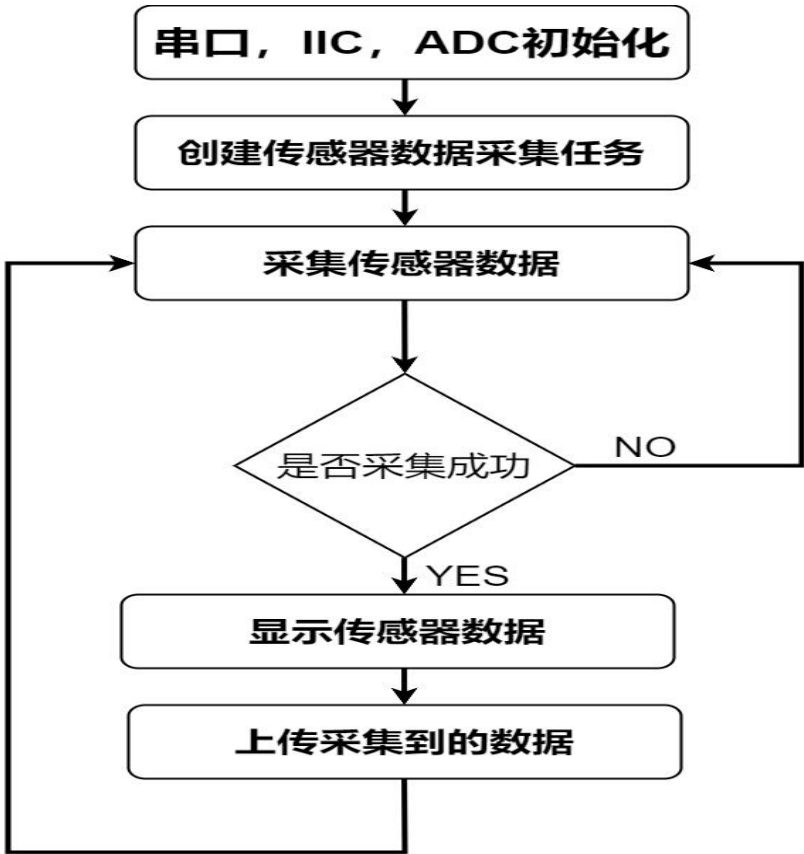 串口，IIC，ADC初始化
创建传感器数据采集任务
采集传感器数据
是否采集成功
NO
YES
显示传感器数据
上传采集到的数据